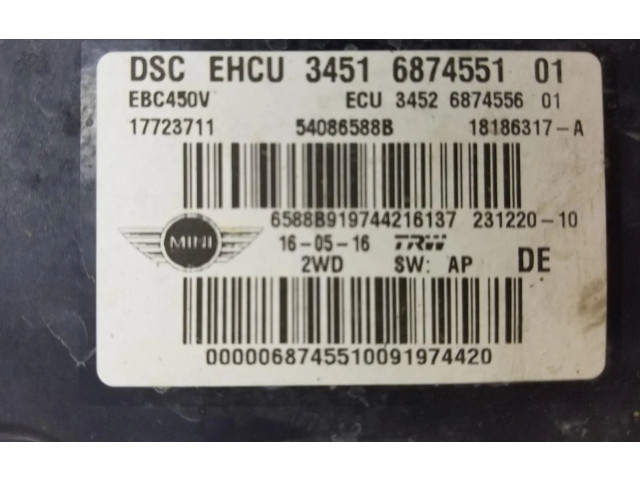 DSC EHCU 3451 6874551 01
EBC450V ECU 3452 6874556 01
17723711 54086588B 18186317-A
6588B919744216137 231220-10
MINI 16-05-16 TRW
2WD SW: AP DE
0000068745510091974420